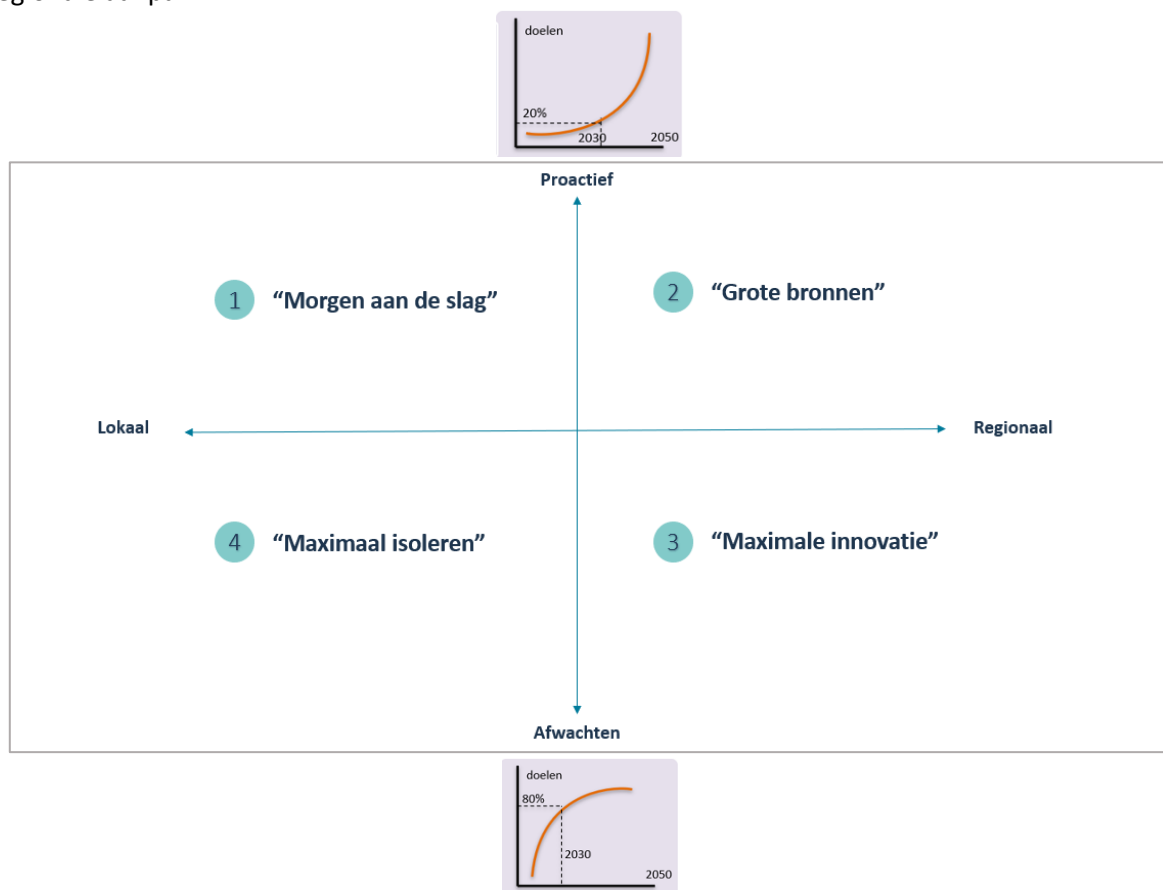 doelen
20%
2030
2050
Proactief
1 “Morgen aan de slag”
2 “Grote bronnen”
Lokaal
Regionaal
4 “Maximaal isoleren”
3 “Maximale innovatie”
Afwachten
doelen
80%
2030
2050